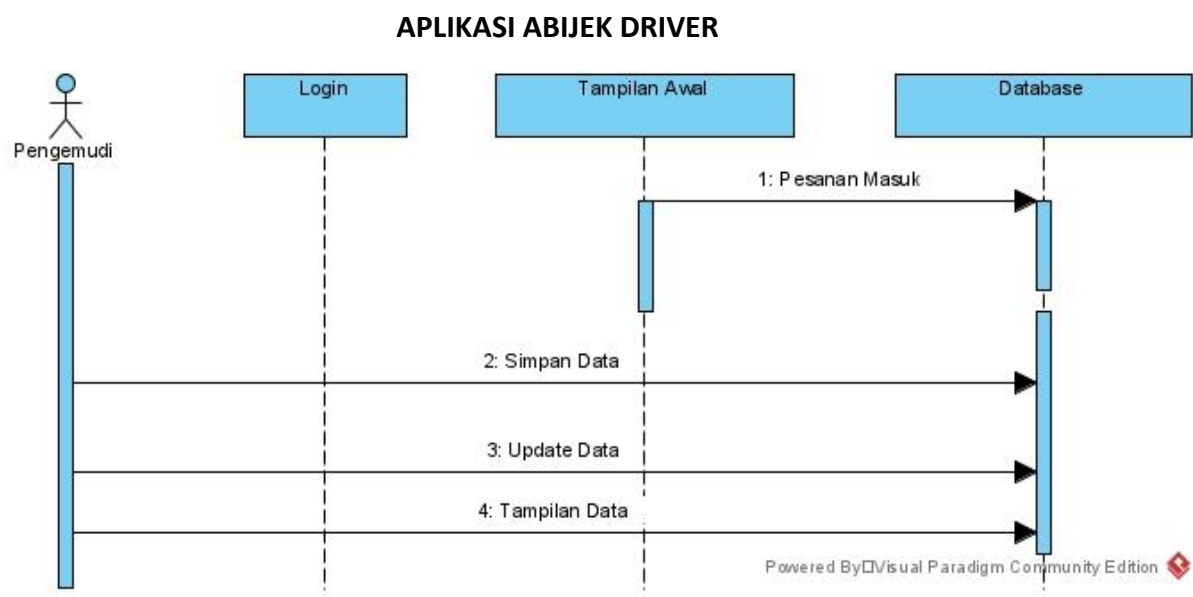 APLIKASI ABIJEK DRIVER
Login
Tampilan Awal
Database
Pengemudi
1: Pesanan Masuk
2: Simpan Data
3: Update Data
4: Tampilan Data
Powered By□Visual Paradigm Community Edition